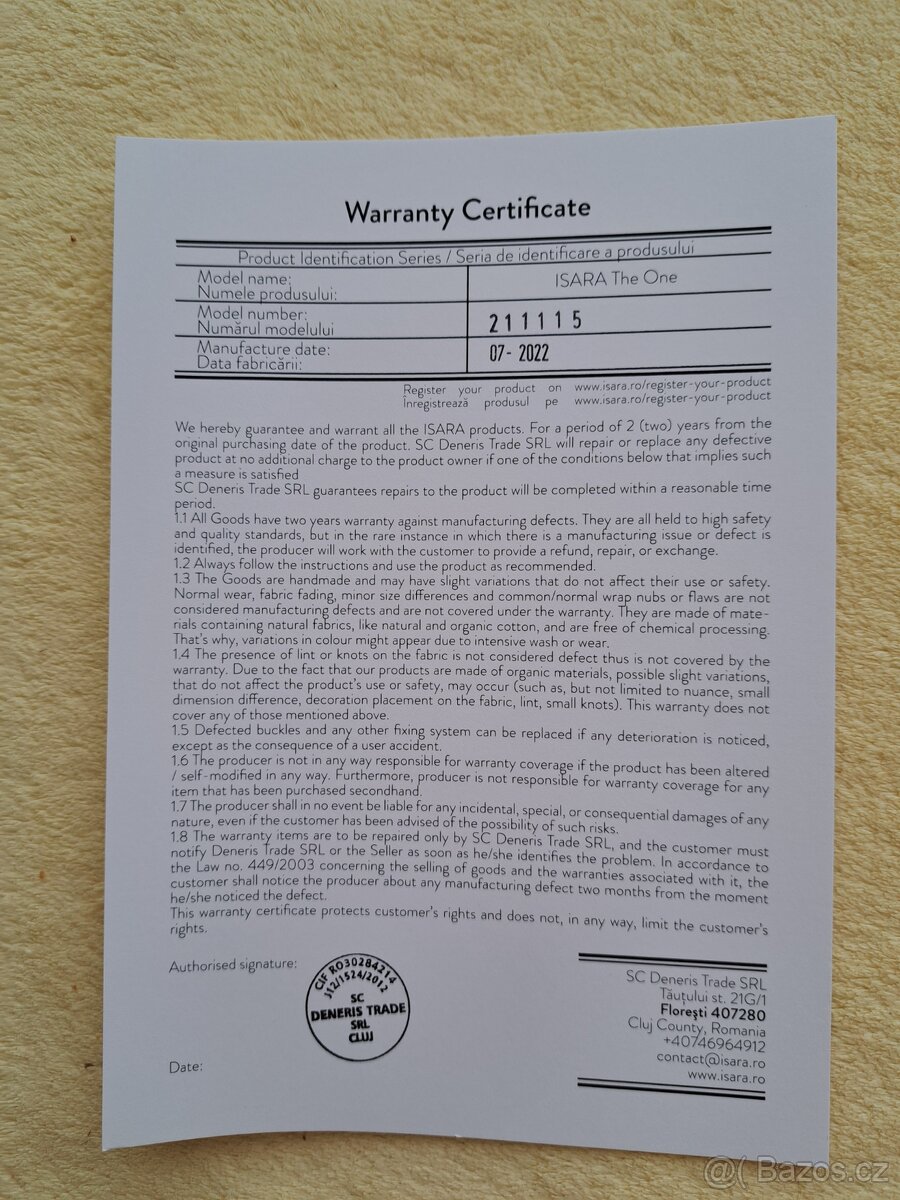 Warranty Certificate
Product Identification Series / Seria de identificare a produsului
Model name:
Numele produsului:
ISARA The One
Model number:
Numărul modelului
211115
Manufacture date:
Data fabricării:
07- 2022
Register your product on www.isara.ro/register-your-product
Înregistrează produsul pe www.isara.ro/register-your-product
We hereby guarantee and warrant all the ISARA products. For a period of 2 (two) years from the
original purchasing date of the product. SC Deneris Trade SRL will repair or replace any defective
product at no additional charge to the product owner if one of the conditions below that implies such
a measure is satisfied
SC Deneris Trade SRL guarantees repairs to the product will be completed within a reasonable time
period.
1.1 All Goods have two years warranty against manufacturing defects. They are all held to high safety
and quality standards, but in the rare instance in which there is a manufacturing issue or defect is
identified, the producer will work with the customer to provide a refund, repair, or exchange.
1.2 Always follow the instructions and use the product as recommended.
1.3 The Goods are handmade and may have slight variations that do not affect their use or safety.
Normal wear, fabric fading, minor size differences and common/normal wrap nubs or flaws are not
considered manufacturing defects and are not covered under the warranty. They are made of mate-
rials containing natural fabrics, like natural and organic cotton, and are free of chemical processing.
That's why, variations in colour might appear due to intensive wash or wear.
1.4 The presence of lint or knots on the fabric is not considered defect thus is not covered by the
warranty. Due to the fact that our products are made of organic materials, possible slight variations,
that do not affect the product's use or safety, may occur (such as, but not limited to nuance, small
dimension difference, decoration placement on the fabric, lint, small knots). This warranty does not
cover any of those mentioned above.
1.5 Defected buckles and any other fixing system can be replaced if any deterioration is noticed,
except as the consequence of a user accident.
1.6 The producer is not in any way responsible for warranty coverage if the product has been altered
/ self-modified in any way. Furthermore, producer is not responsible for warranty coverage for any
item that has been purchased secondhand.
1.7 The producer shall in no event be liable for any incidental, special, or consequential damages of any
nature, even if the customer has been advised of the possibility of such risks.
1.8 The warranty items are to be repaired only by SC Deneris Trade SRL, and the customer must
notify Deneris Trade SRL or the Seller as soon as he/she identifies the problem. In accordance to
the Law no. 449/2003 concerning the selling of goods and the warranties associated with it, the
customer shall notice the producer about any manufacturing defect two months from the moment
he/she noticed the defect.
This warranty certificate protects customer's rights and does not, in any way, limit the customer's
rights.
Authorised signature:
CIF RO30284214
J12/1524/2012
SC
DENERIS TRADE
SRL
CLUJ
Date:
SC Deneris Trade SRL
Tăuțului st. 21G/1
Florești 407280
Cluj County, Romania
+40746964912
contact@isara.ro
www.isara.ro
@( Bazos.cz